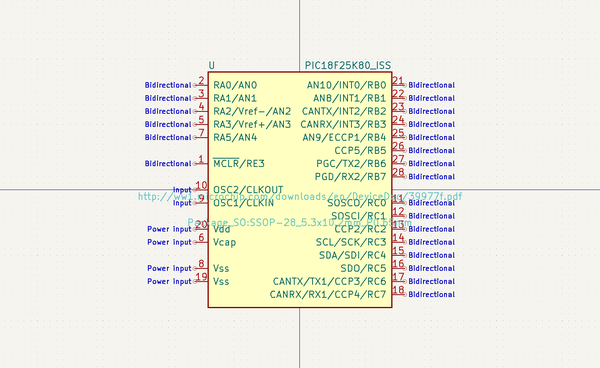 U PIC18F25K80_ISS
Bidirectional 2 RA0/AN0 AN10/INT0/RB0 21 Bidirectional
Bidirectional 3 RA1/AN1 AN8/INT1/RB1 22 Bidirectional
Bidirectional 4 RA2/Vref-/AN2 CANTX/INT2/RB2 23 Bidirectional
Bidirectional 5 RA3/Vref+/AN3 CANRX/INT3/RB3 24 Bidirectional
Bidirectional 7 RA5/AN4 AN9/ECCP1/RB4 25 Bidirectional
CCP5/RB5 26 Bidirectional
Bidirectional 1 MCLR/RE3 PGC/TX2/RB6 27 Bidirectional
PGD/RX2/RB7 28 Bidirectional
Input 10 OSC2/CLKOUT
http://ww1.microchip.com/downloads/en/DeviceDoc/39977f.pdf
Input 9 OSC1/CLKIN SOSCO/RC0 11 Bidirectional
SOSCI/RC1 12 Bidirectional
Package_SO:SSOP-28_5.3x10.2mm_P0.65mm
Power Input 20 Vdd CCP2/RC2 13 Bidirectional
Power Input 6 Vcap SCL/SCK/RC3 14 Bidirectional
SDA/SDI/RC4 15 Bidirectional
Power Input 8 Vss SDO/RC5 16 Bidirectional
Power Input 19 Vss CANTX/TX1/CCP3/RC6 17 Bidirectional
CANRX/RX1/CCP4/RC7 18 Bidirectional